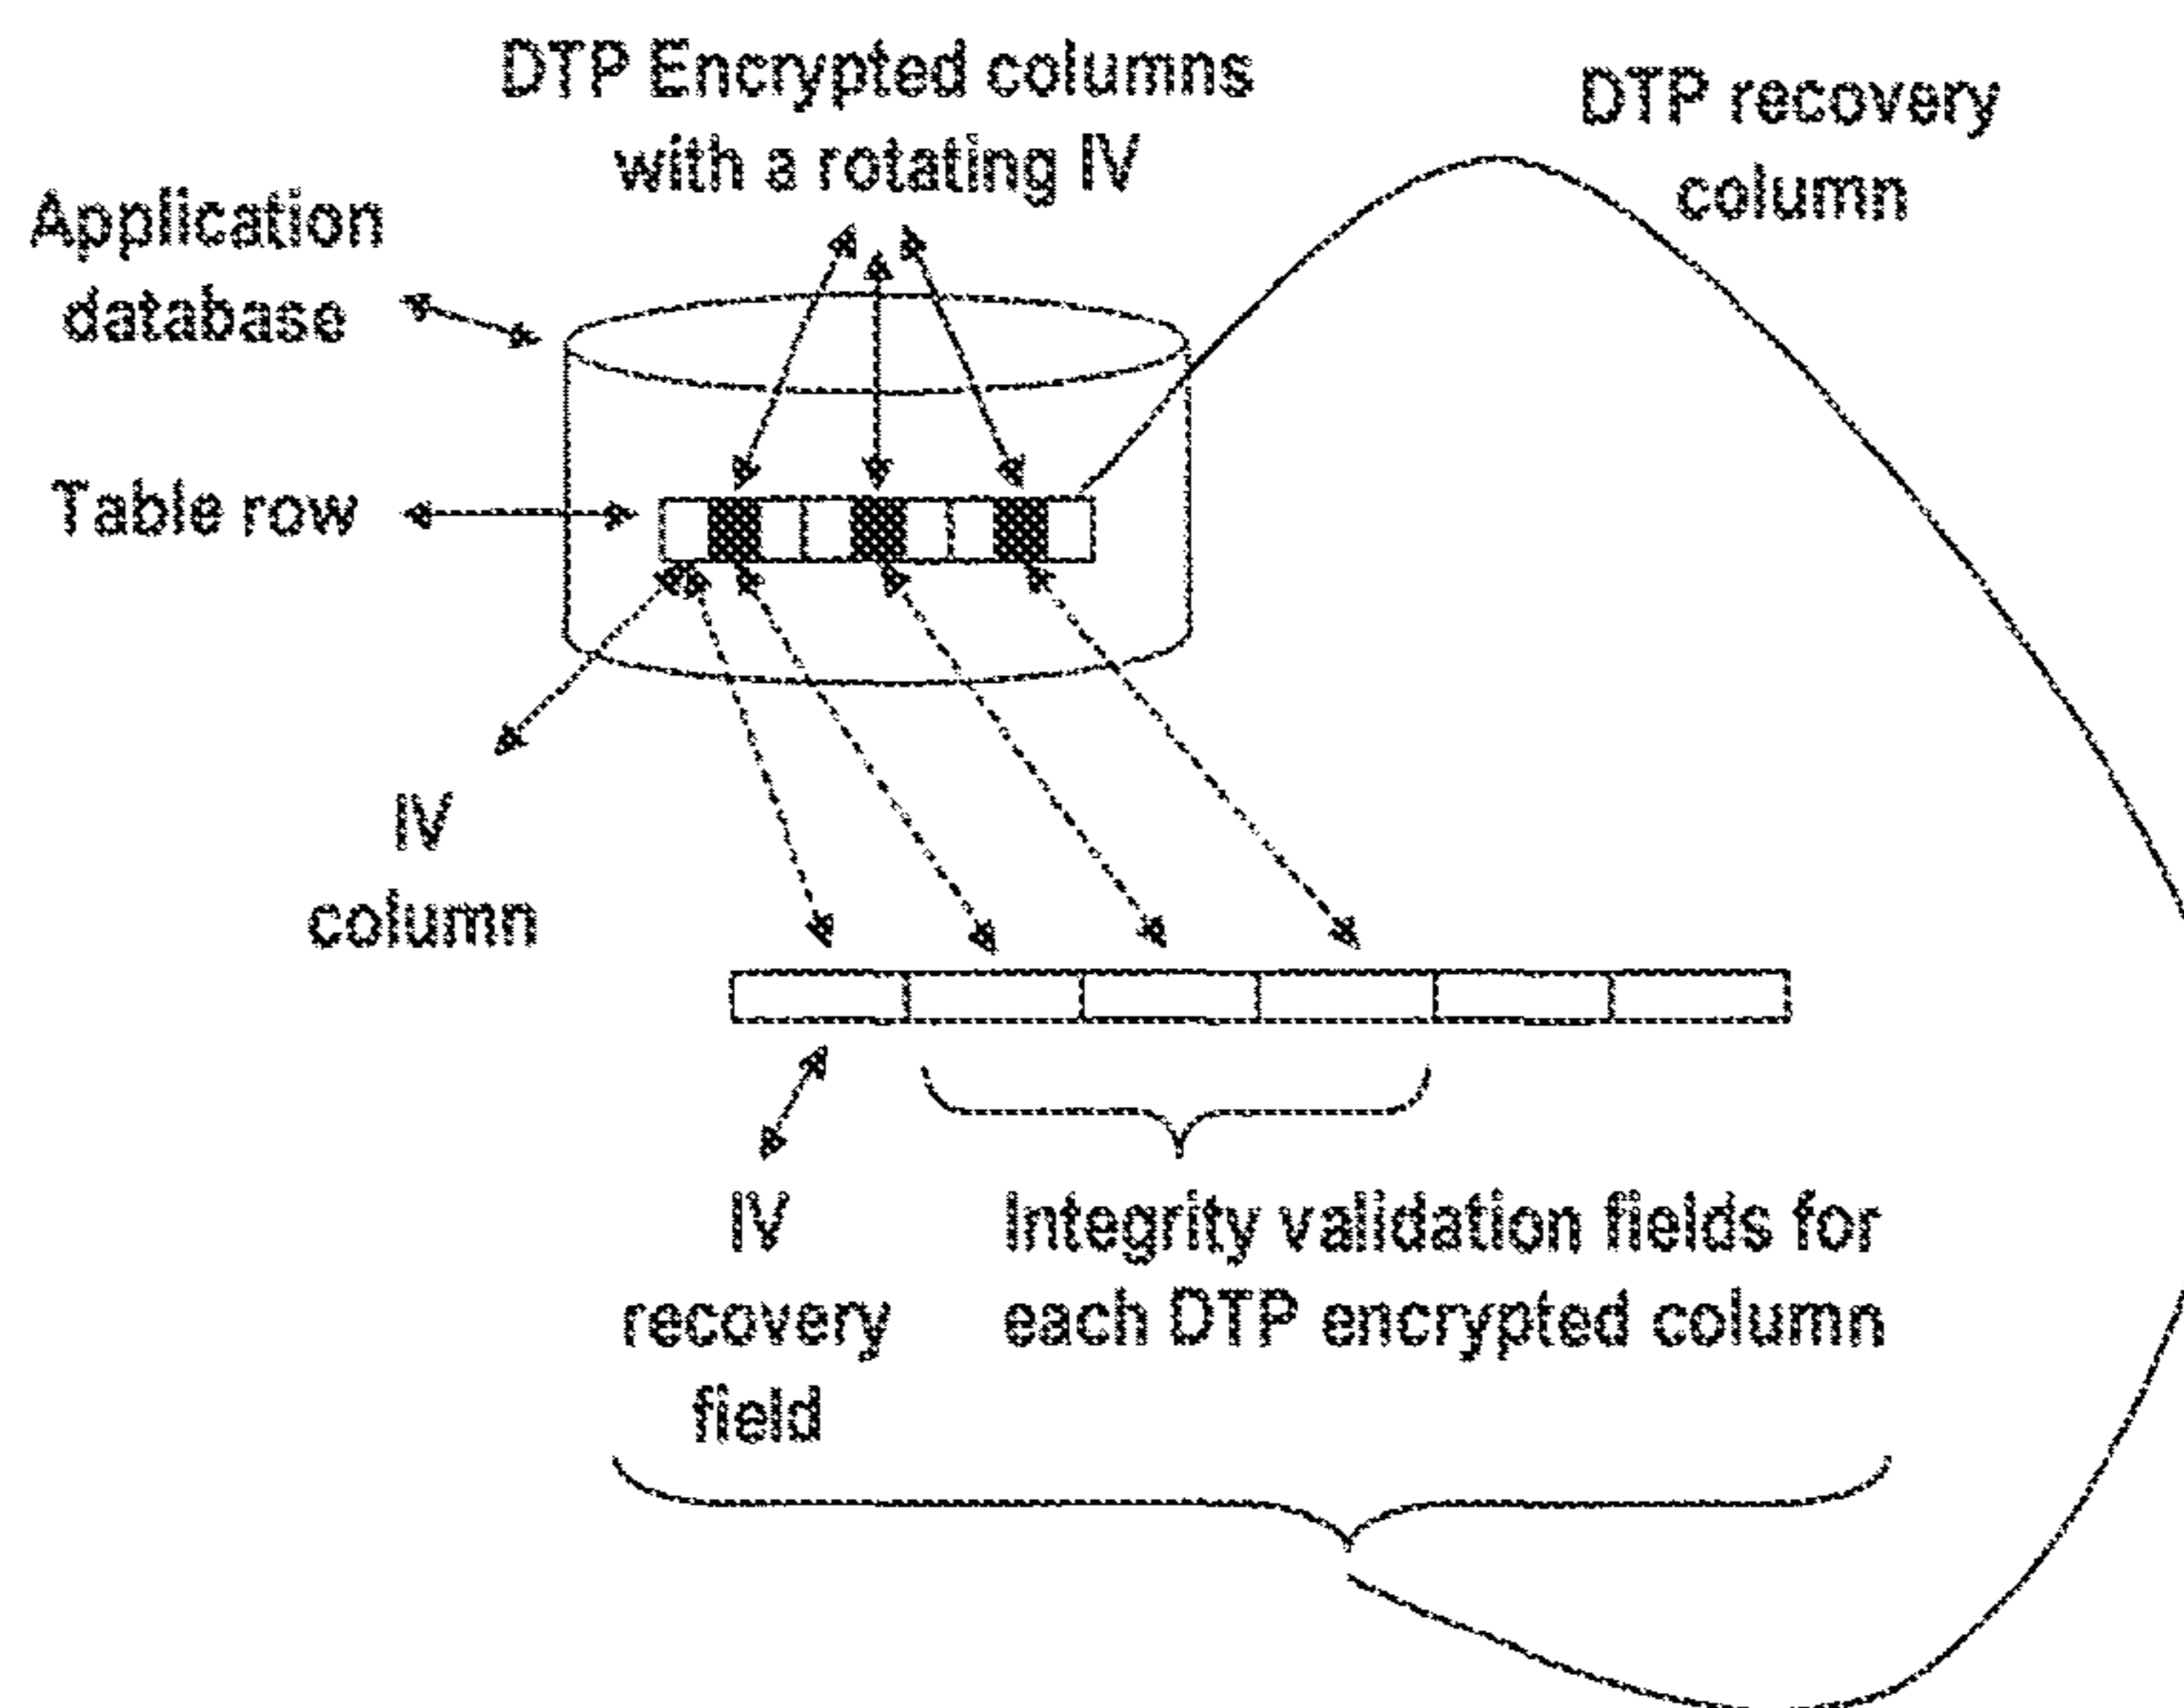 DTP Encrypted columns
with a rotating IV
DTP recovery
column
Application
database
Table row
IV
column
IV
recovery
field
Integrity validation fields for
each DTP encrypted column